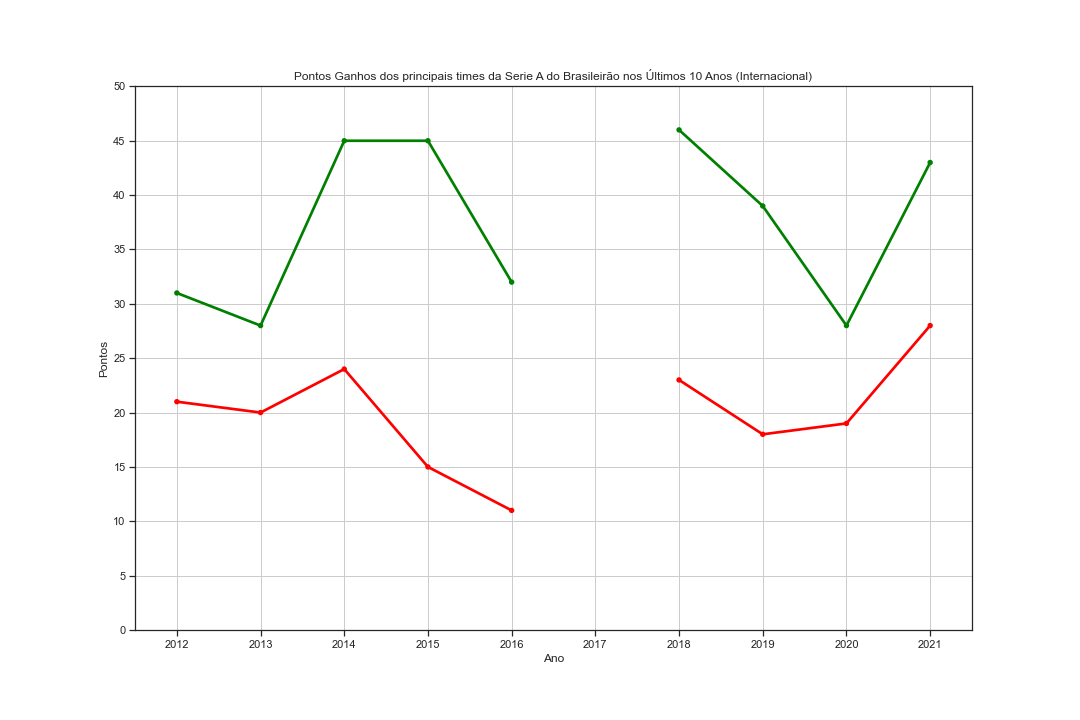 Pontos Ganhos dos principais times da Serie A do Brasileirão nos Últimos 10 Anos (Internacional)
50
45
40
35
30
25
20
15
10
5
0
Pontos
2012 2013 2014 2015 2016 2017 2018 2019 2020 2021
Ano